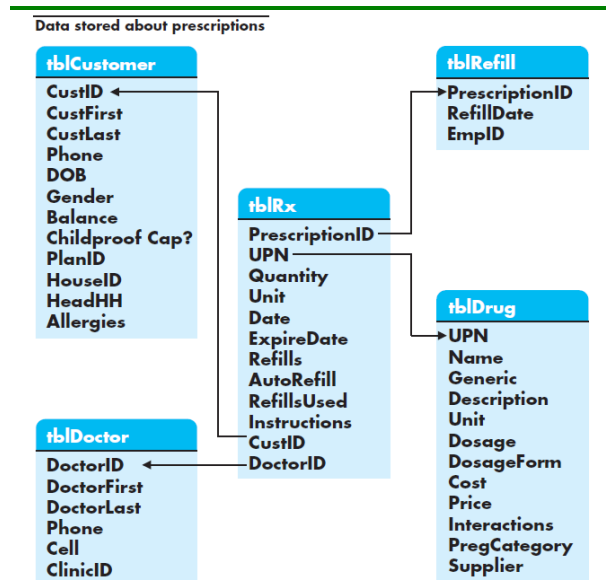 Data stored about prescriptions
tblCustomer
CustID
CustFirst
CustLast
Phone
DOB
Gender
Balance
Childproof Cap?
PlanID
HouseID
HeadHH
Allergies
tblDoctor
DoctorID
DoctorFirst
DoctorLast
Phone
Cell
ClinicID
tblRx
PrescriptionID
UPN
Quantity
Unit
Date
ExpireDate
Refills
AutoRefill
RefillsUsed
Instructions
CustID
DoctorID
tblRefill
PrescriptionID
RefillDate
EmpID
tblDrug
UPN
Name
Generic
Description
Unit
Dosage
DosageForm
Cost
Price
Interactions
PregCategory
Supplier